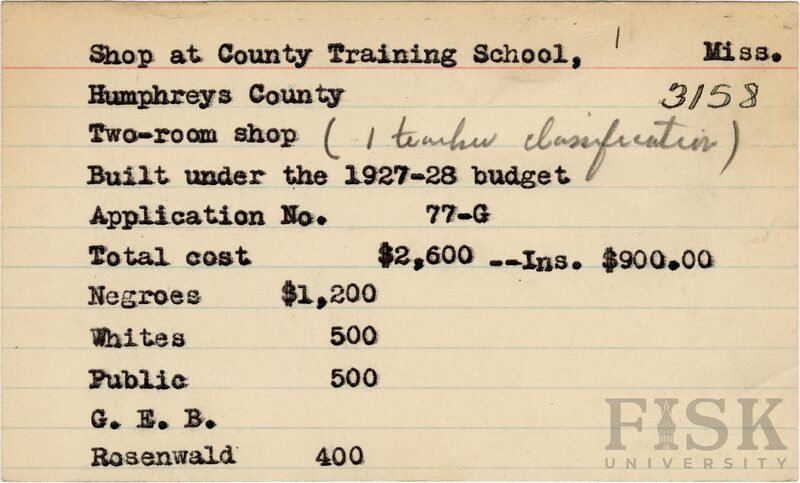 Shop at County Training School, 1 Miss.
Humphreys County 3158
Two-room shop (1 teacher classification)
Built under the 1927-28 budget
Application No. 77-G
Total cost $2,600 --Ins. $900.00
Negroes $1,200
Whites 500
Public 500
G. E. B.
Rosenwald 400
FISK
UNIVERSITY